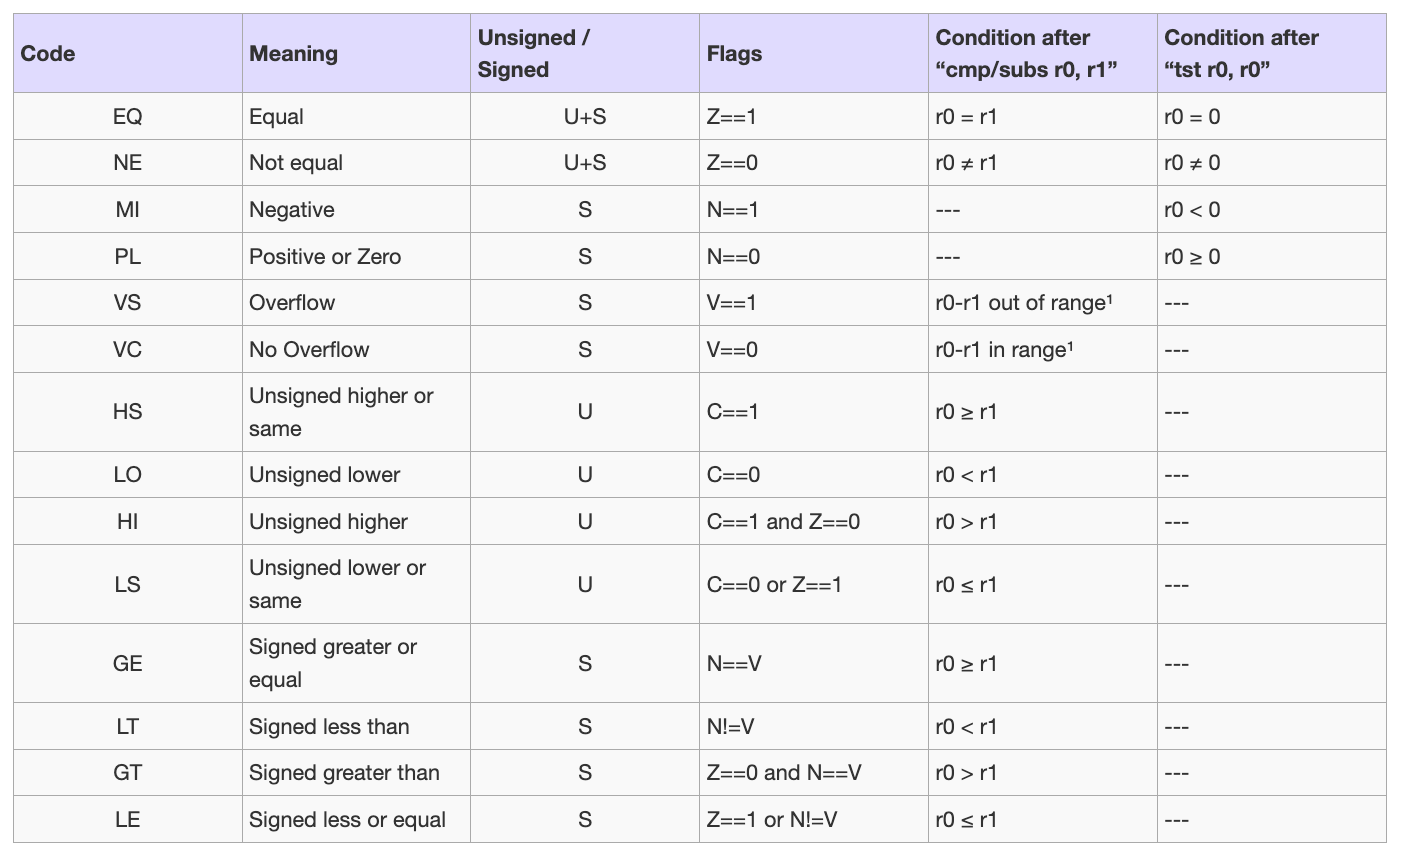 Code Meaning Unsigned / Signed Flags Condition after “cmp/subs r0, r1” Condition after “tst r0, r0”
EQ Equal U+S Z==1 r0 = r1 r0 = 0
NE Not equal U+S Z==0 r0 ≠ r1 r0 ≠ 0
MI Negative S N==1 --- r0 < 0
PL Positive or Zero S N==0 --- r0 ≥ 0
VS Overflow S V==1 r0-r1 out of range¹ ---
VC No Overflow S V==0 r0-r1 in range¹ ---
HS Unsigned higher or same U C==1 r0 ≥ r1 ---
LO Unsigned lower U C==0 r0 < r1 ---
HI Unsigned higher U C==1 and Z==0 r0 > r1 ---
LS Unsigned lower or same U C==0 or Z==1 r0 ≤ r1 ---
GE Signed greater or equal S N==V r0 ≥ r1 ---
LT Signed less than S N!=V r0 < r1 ---
GT Signed greater than S Z==0 and N==V r0 > r1 ---
LE Signed less or equal S Z==1 or N!=V r0 ≤ r1 ---